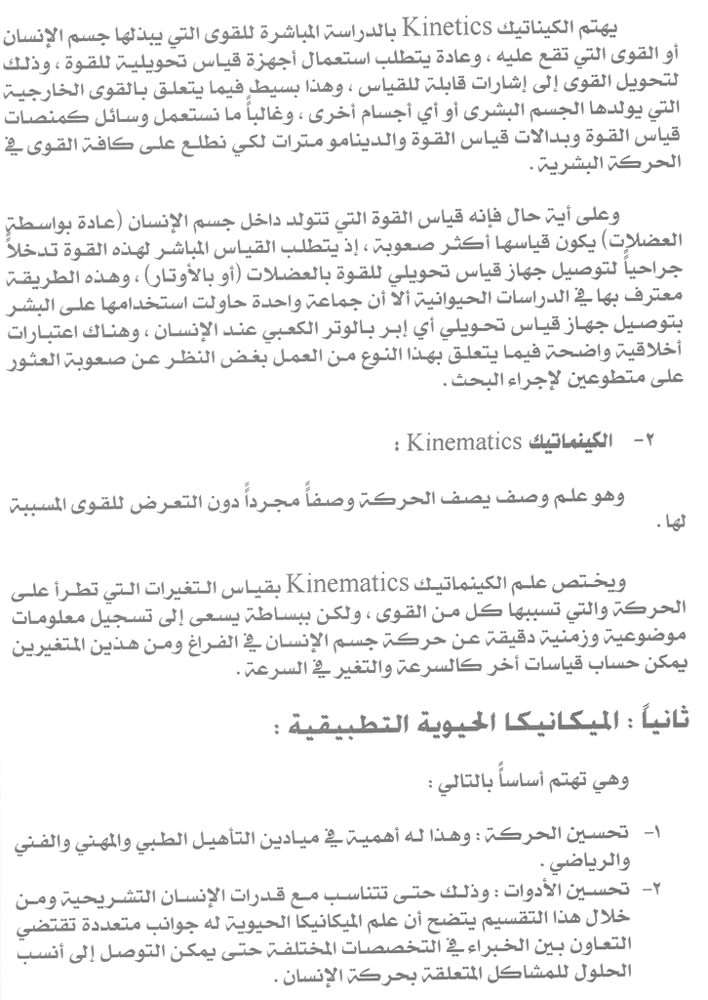 يهتم الكيناتيك Kinetics بالدراسة المباشرة للقوى التي يبذلها جسم الإنسان
أو القوى التي تقع عليه ، وعادة يتطلب استعمال أجهزة قياس تحويلية للقوة ، وذلك
لتحويل القوى إلى إشارات قابلة للقياس ، وهذا بسيط فيما يتعلق بالقوى الخارجية
التي يولدها الجسم البشرى أو أي أجسام أخرى ، وغالباً ما نستعمل وسائل كمنصات
قياس القوة وبدالات قياس القوة والدينامو مترات لكي نطلع على كافة القوى في
الحركة البشرية .
وعلى أية حال فإنه قياس القوة التي تتولد داخل جسم الإنسان (عادة بواسطة
العضلات) يكون قياسها أكثر صعوبة ، إذ يتطلب القياس المباشر لهذه القوة تدخلاً
جراحياً لتوصيل جهاز قياس تحويلي للقوة بالعضلات (أو بالأوتار) ، وهذه الطريقة
معترف بها في الدراسات الحيوانية ألا أن جماعة واحدة حاولت استخدامها على البشر
بتوصيل جهاز قياس تحويلي أي إبر بالوتر الكعبي عند الإنسان ، وهناك اعتبارات
أخلاقية واضحة فيما يتعلق بهذا النوع من العمل بغض النظر عن صعوبة العثور
على متطوعين لإجراء البحث .
٢- الكينماتيك Kinematics :
وهو علم وصف يصف الحركة وصفاً مجرداً دون التعرض للقوى المسببة
لها .
ويختص علم الكينماتيك Kinematics بقياس التغيرات التي تطرأ على
الحركة والتي تسببها كل من القوى ، ولكن ببساطة يسعى إلى تسجيل معلومات
موضوعية وزمنية دقيقة عن حركة جسم الإنسان في الفراغ ومن هذين المتغيرين
يمكن حساب قياسات أخر كالسرعة والتغير في السرعة .
ثانياً : الميكانيكا الحيوية التطبيقية :
وهي تهتم أساساً بالتالي :
١- تحسين الحركة : وهذا له أهمية في ميادين التأهيل الطبي والمهني والفني
والرياضي .
٢- تحسين الأدوات : وذلك حتى تتناسب مع قدرات الإنسان التشريحية ومن
خلال هذا التقسيم يتضح أن علم الميكانيكا الحيوية له جوانب متعددة تقتضي
التعاون بين الخبراء في التخصصات المختلفة حتى يمكن التوصل إلى أنسب
الحلول للمشاكل المتعلقة بحركة الإنسان .